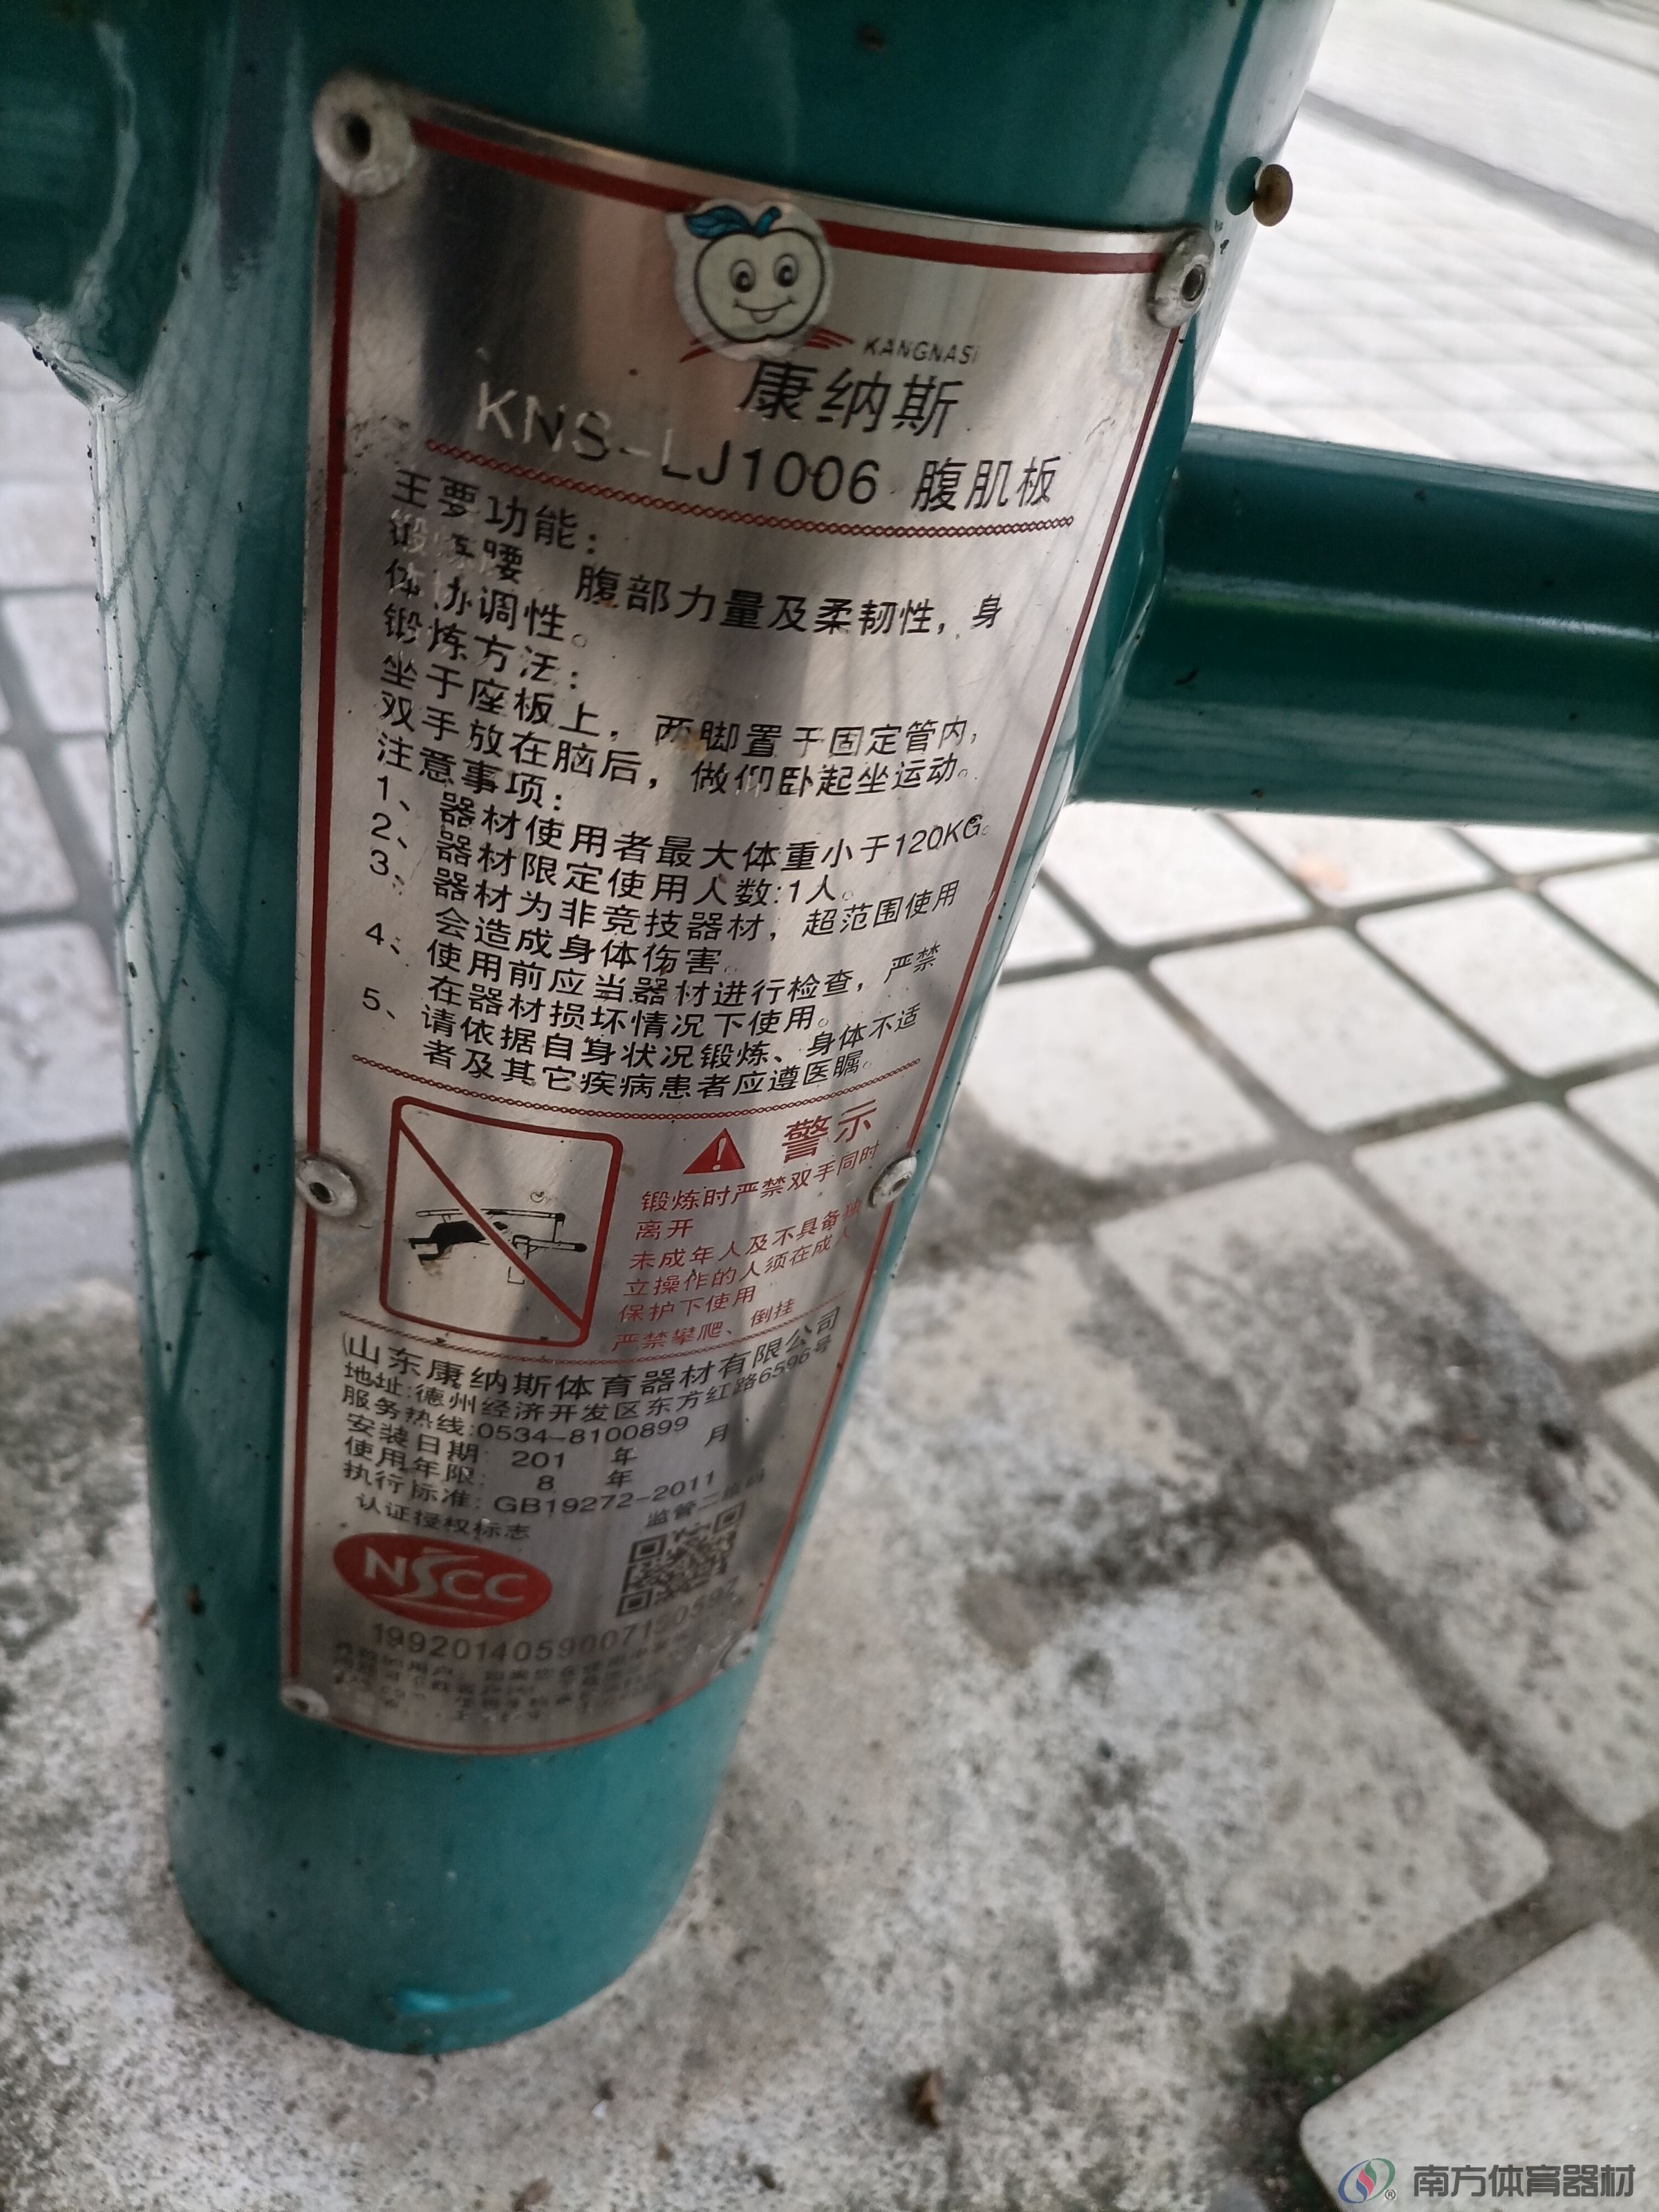 KANGNASI
康纳斯
KNS-LJ1006 腹肌板
主要功能：
锻炼腰、腹部力量及柔韧性，身
体协调性。
锻炼方法：
坐于座板上，两脚置于固定管内，
双手放在脑后，做仰卧起坐运动。
注意事项：
1、器材使用者最大体重小于120KG。
2、器材限定使用人数:1人。
3、器材为非竞技器材，超范围使用
会造成身体伤害。
4、使用前应当器材进行检查，严禁
在器材损坏情况下使用。
5、请依据自身状况锻炼、身体不适
者及其它疾病患者应遵医瞩。
警示
锻炼时严禁双手同时
离开
未成年人及不具备独
立操作的人须在成人
保护下使用
严禁攀爬、倒挂
山东康纳斯体育器材有限公司
地址:德州经济开发区东方红路6596号
服务热线:0534-8100899
安装日期: 201 年 月
使用年限: 8 年
执行标准: GB19272-2011
认证授权标志
监管二维码
NSCC
南方体育器材